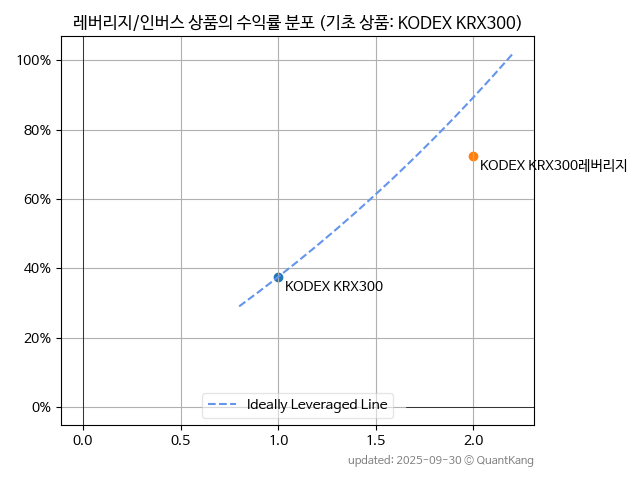 레버리지/인버스 상품의 수익률 분포 (기초 상품: KODEX KRX300)
100%
80%
60%
40%
20%
0%
KODEX KRX300레버리지
KODEX KRX300
Ideally Leveraged Line
0.0 0.5 1.0 1.5 2.0
updated: 2025-09-30 © QuantKang